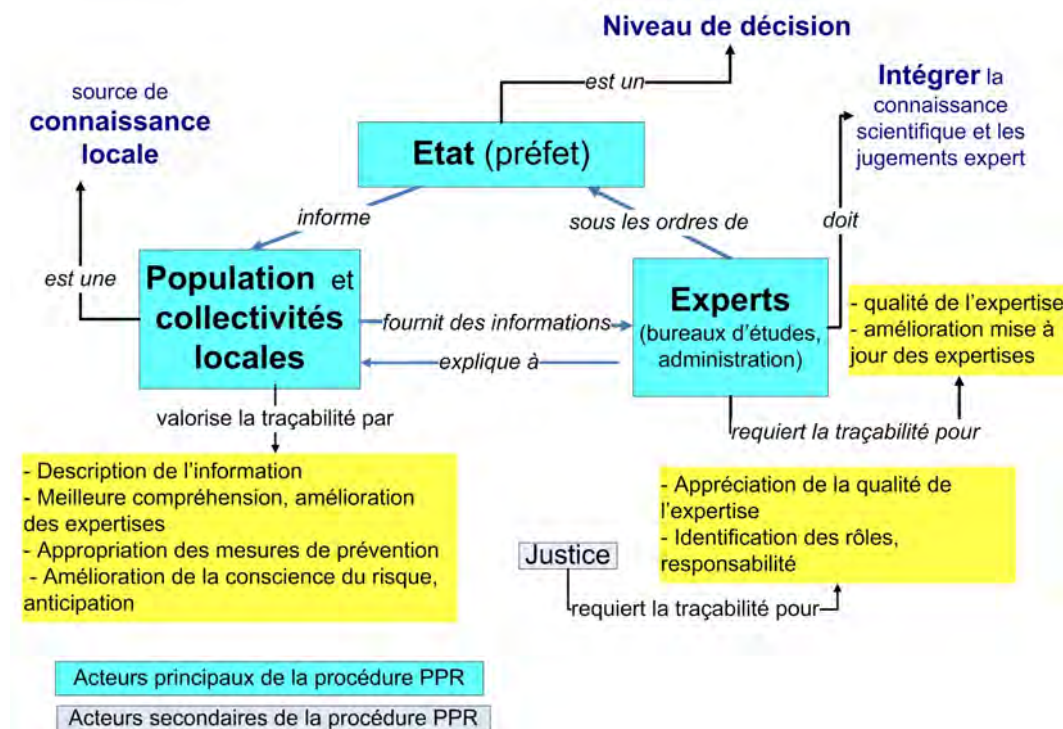 Niveau de décision
est un
source de
connaissance
locale
Intégrer la
connaissance
scientifique et les
jugements expert
Etat (préfet)
informe
sous les ordres de
doit
est une
Population et
collectivités
locales
fournit des informations
explique à
Experts
(bureaux d'études,
administration)
- qualité de l'expertise
- amélioration mise à
jour des expertises
valorise la traçabilité par
requiert la traçabilité pour
- Description de l'information
- Meilleure compréhension, amélioration
des expertises
- Appropriation des mesures de prévention
- Amélioration de la conscience du risque,
anticipation
- Appréciation de la qualité de
l'expertise
- Identification des rôles,
responsabilité
Justice
requiert la traçabilité pour
Acteurs principaux de la procédure PPR
Acteurs secondaires de la procédure PPR